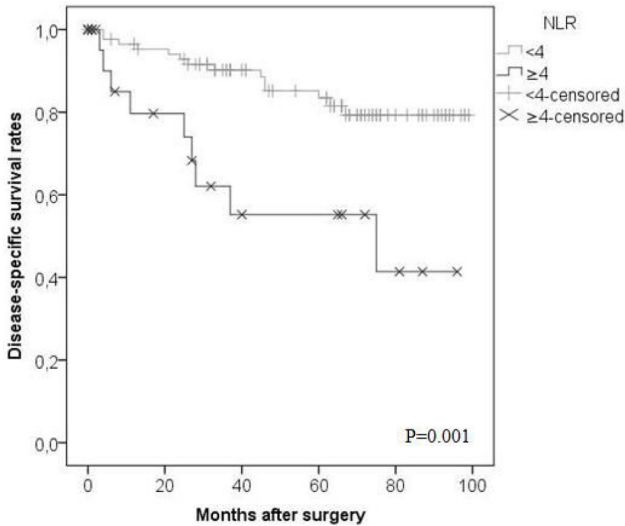 NLR
<4
≥4
<4-censored
≥4-censored
Disease-specific survival rates
1,0
0,8
0,6
0,4
0,2
0,0
P=0.001
0 20 40 60 80 100
Months after surgery